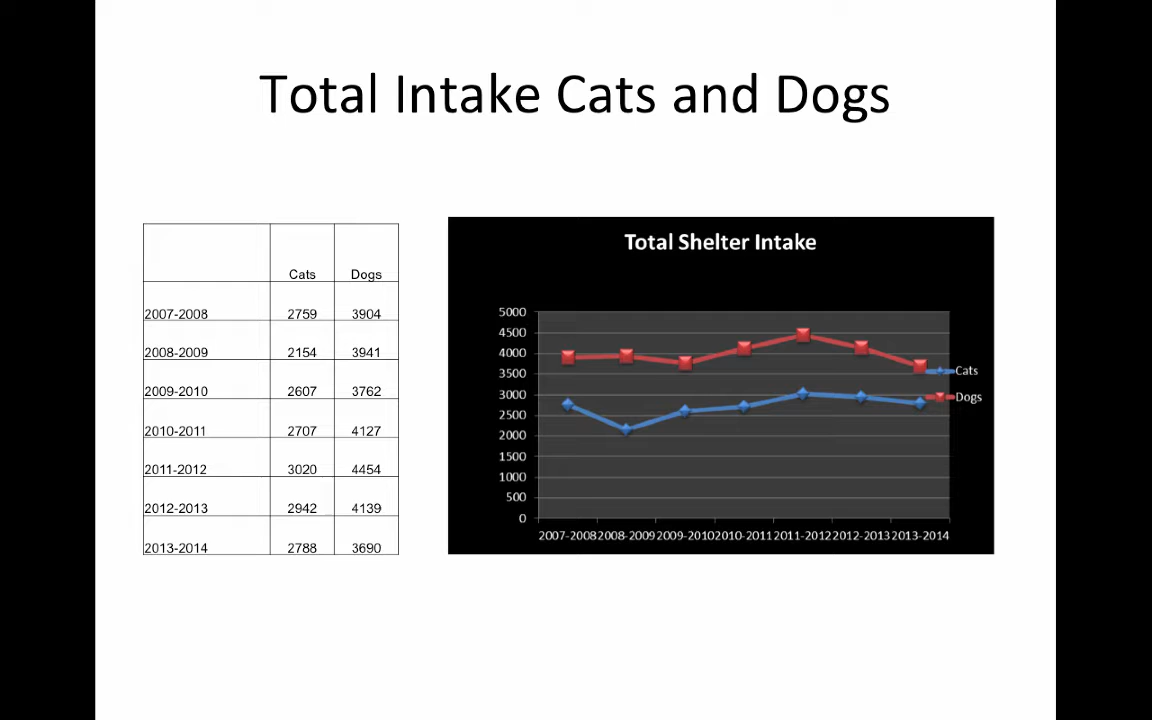 Total Intake Cats and Dogs
Cats Dogs
2007-2008 2759 3904
2008-2009 2154 3941
2009-2010 2607 3762
2010-2011 2707 4127
2011-2012 3020 4454
2012-2013 2942 4139
2013-2014 2788 3690
Total Shelter Intake
5000
4500
4000
3500
3000
2500
2000
1500
1000
500
0
2007-2008 2008-2009 2009-2010 2010-2011 2011-2012 2012-2013 2013-2014
Cats
Dogs